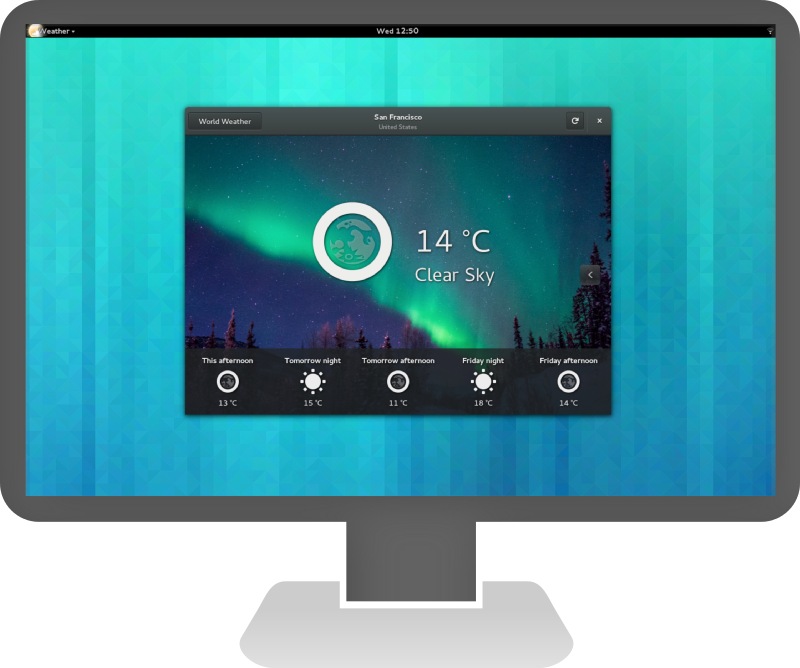 Weather
Wed 12:50
World Weather
San Francisco
United States
14 °C
Clear Sky
This afternoon
Tomorrow night
Tomorrow afternoon
Friday night
Friday afternoon
13 °C
15 °C
11 °C
18 °C
14 °C